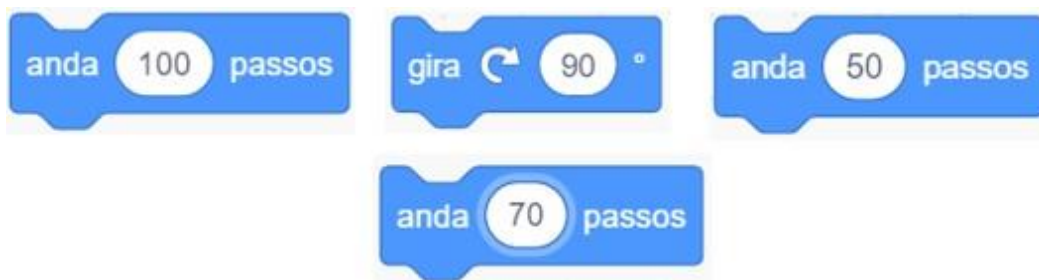 anda 100 passos
gira 90 °
anda 50 passos
anda 70 passos